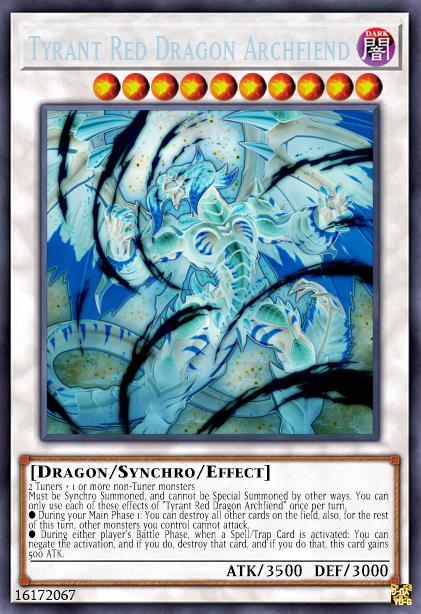 Tyrant Red Dragon Archfiend
DARK
闇
[Dragon/Synchro/Effect]
2 Tuners + 1 or more non-Tuner monsters
Must be Synchro Summoned, and cannot be Special Summoned by other ways. You can
only use each of these effects of "Tyrant Red Dragon Archfiend" once per turn.
● During your Main Phase 1: You can destroy all other cards on the field, also, for the rest
of this turn, other monsters you control cannot attack.
● During either player's Battle Phase, when a Spell/Trap Card is activated: You can
negate the activation, and if you do, destroy that card, and if you do that, this card gains
500 ATK.
ATK/3500 DEF/3000
16172067